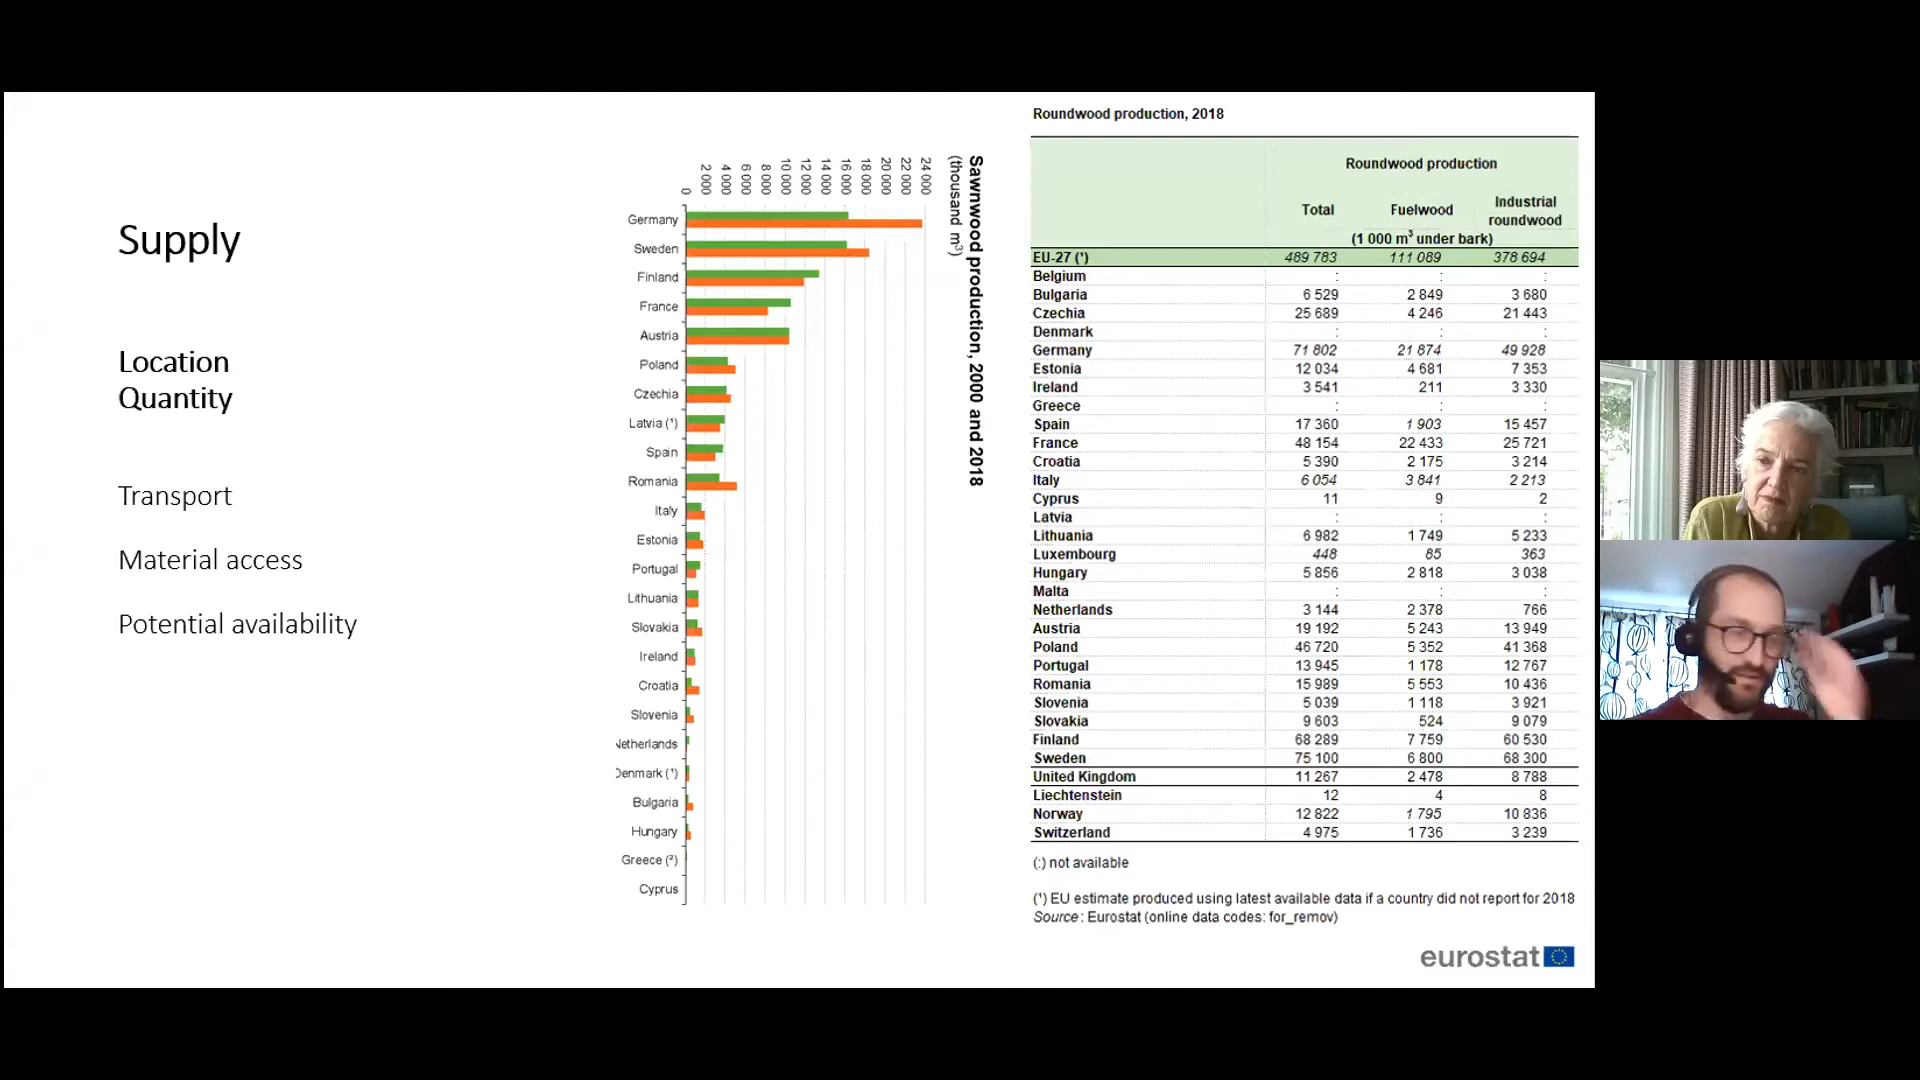 Supply
Location
Quantity
Transport
Material access
Potential availability
Sawnwood production, 2000 and 2018
(thousand m³)
0 2 000 4 000 6 000 8 000 10 000 12 000 14 000 16 000 18 000 20 000 22 000 24 000
Germany
Sweden
Finland
France
Austria
Poland
Czechia
Latvia (¹)
Spain
Romania
Italy
Estonia
Portugal
Lithuania
Slovakia
Ireland
Croatia
Slovenia
Netherlands
Denmark (¹)
Bulgaria
Hungary
Greece (²)
Cyprus
Roundwood production, 2018
Roundwood production
Total Fuelwood Industrial roundwood
(1 000 m³ under bark)
EU-27 (¹) 489 783 111 089 378 694
Belgium : : :
Bulgaria 6 529 2 849 3 680
Czechia 25 689 4 246 21 443
Denmark : : :
Germany 71 802 21 874 49 928
Estonia 12 034 4 681 7 353
Ireland 3 541 211 3 330
Greece : : :
Spain 17 360 1 903 15 457
France 48 154 22 433 25 721
Croatia 5 390 2 175 3 214
Italy 6 054 3 841 2 213
Cyprus 11 9 2
Latvia : : :
Lithuania 6 982 1 749 5 233
Luxembourg 448 85 363
Hungary 5 856 2 818 3 038
Malta : : :
Netherlands 3 144 2 378 766
Austria 19 192 5 243 13 949
Poland 46 720 5 352 41 368
Portugal 13 945 1 178 12 767
Romania 15 989 5 553 10 436
Slovenia 5 039 1 118 3 921
Slovakia 9 603 524 9 079
Finland 68 289 7 759 60 530
Sweden 75 100 6 800 68 300
United Kingdom 11 267 2 478 8 788
Liechtenstein 12 4 8
Norway 12 822 1 795 10 836
Switzerland 4 975 1 736 3 239
(:) not available
(¹) EU estimate produced using latest available data if a country did not report for 2018
Source: Eurostat (online data codes: for_remov)
eurostat